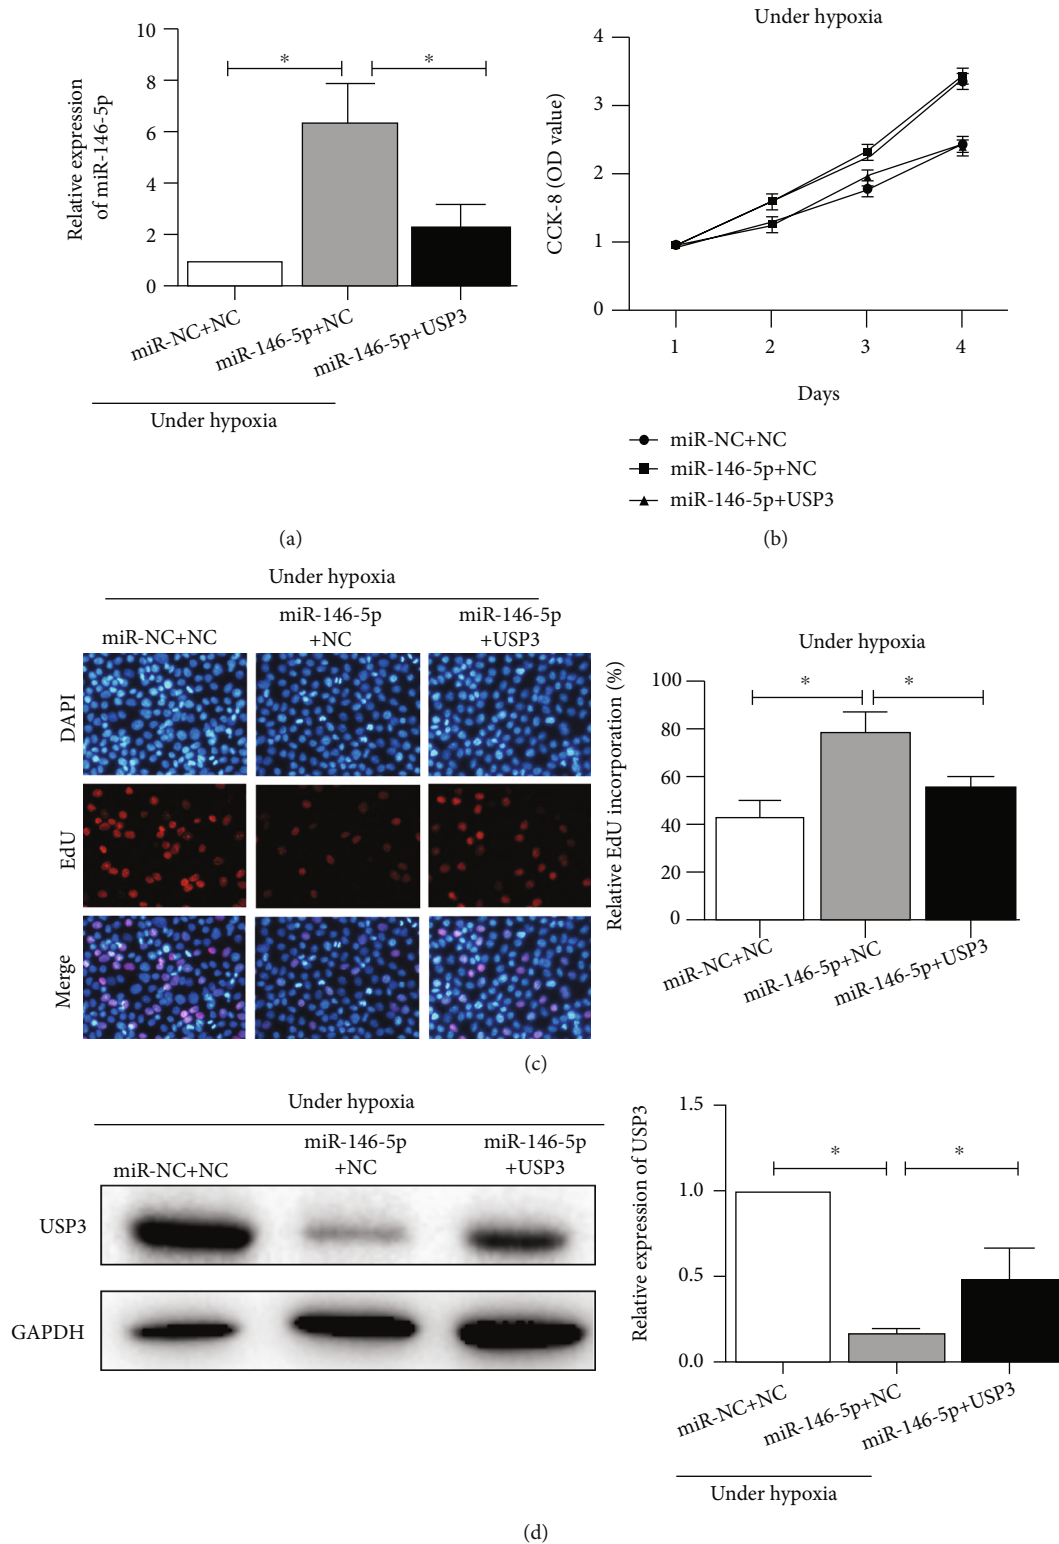 Relative expression
of miR-146-5p
10
8
6
4
2
0
*
*
miR-NC+NC
miR-146-5p+NC
miR-146-5p+USP3
Under hypoxia
(a)
Under hypoxia
CCK-8 (OD value)
4
3
2
1
0
1
2
3
4
Days
miR-NC+NC
miR-146-5p+NC
miR-146-5p+USP3
(b)
Under hypoxia
miR-NC+NC
miR-146-5p
+NC
miR-146-5p
+USP3
DAPI
EdU
Merge
Under hypoxia
Relative EdU incorporation (%)
100
80
60
40
20
0
*
*
miR-NC+NC
miR-146-5p+NC
miR-146-5p+USP3
(c)
Under hypoxia
miR-NC+NC
miR-146-5p
+NC
miR-146-5p
+USP3
USP3
GAPDH
Relative expression of USP3
1.5
1.0
0.5
0.0
*
*
miR-NC+NC
miR-146-5p+NC
miR-146-5p+USP3
Under hypoxia
(d)